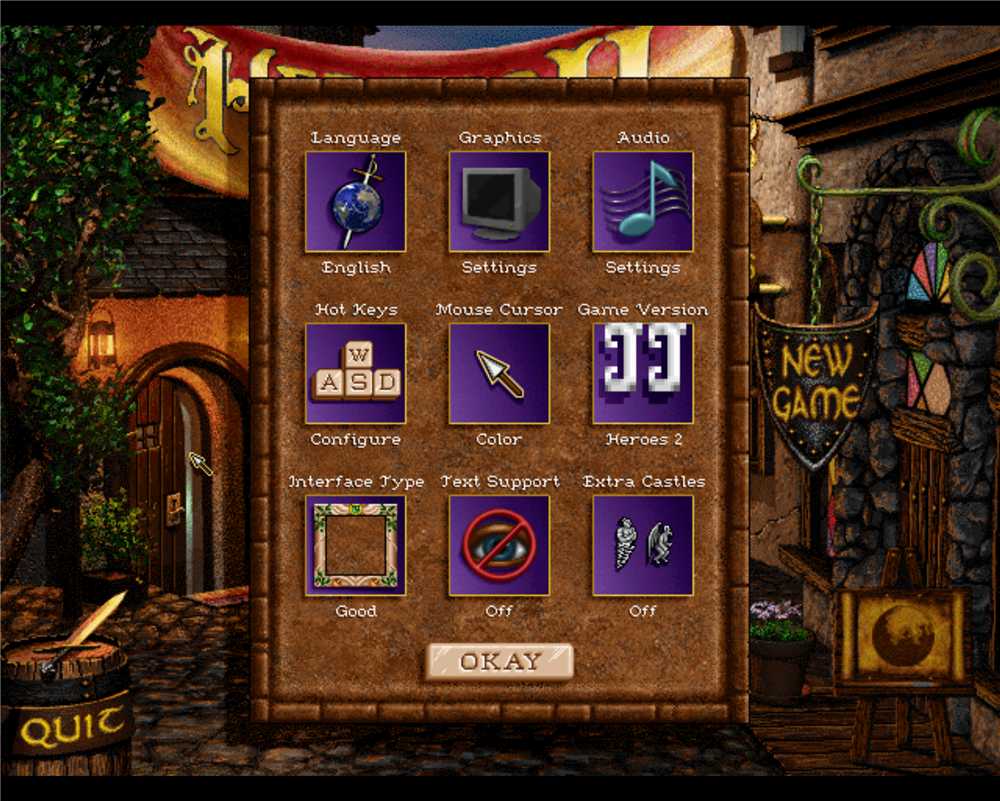 Language Graphics Audio
English Settings Settings
Hot Keys Mouse Cursor Game Version
W
A S D
Configure Color Heroes 2
Interface Type Text Support Extra Castles
Good Off Off
OKAY
NEW
GAME
QUIT